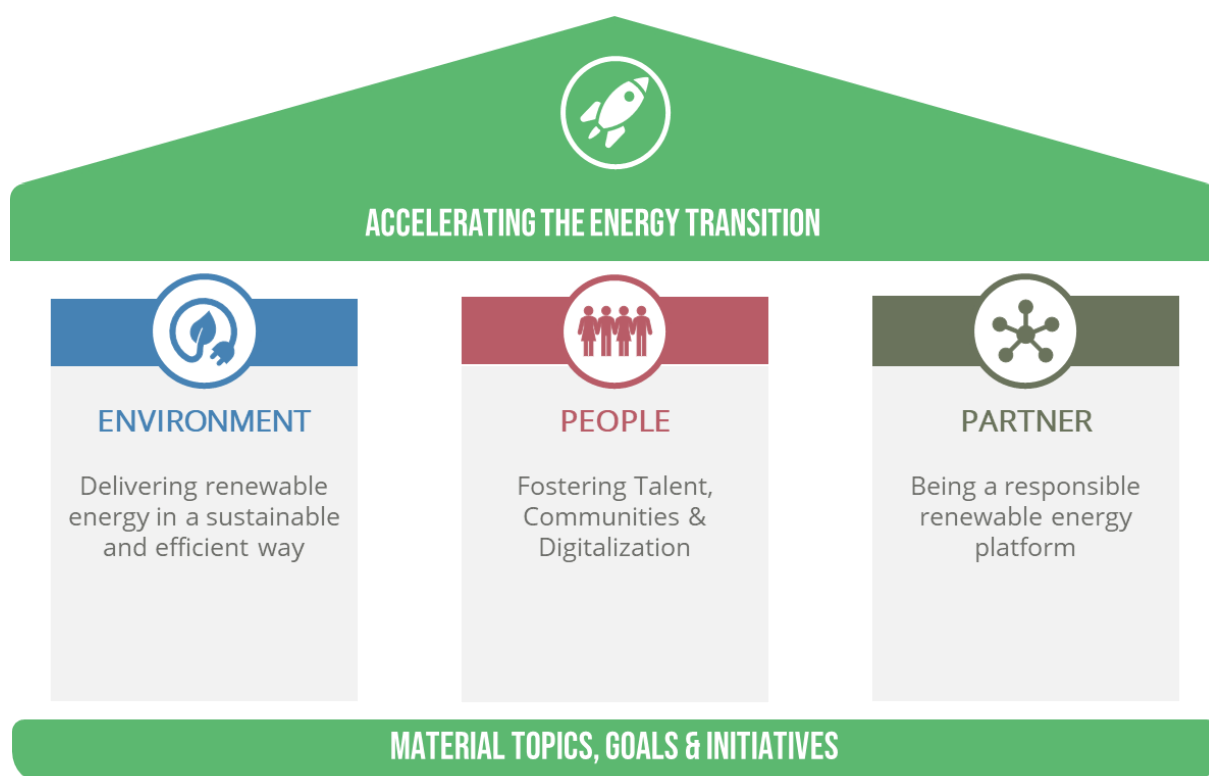 ACCELERATING THE ENERGY TRANSITION
ENVIRONMENT
Delivering renewable
energy in a sustainable
and efficient way
PEOPLE
Fostering Talent,
Communities &
Digitalization
PARTNER
Being a responsible
renewable energy
platform
MATERIAL TOPICS, GOALS & INITIATIVES